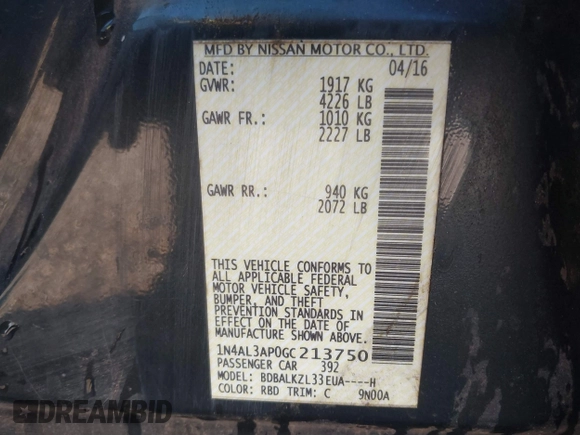 MFD BY NISSAN MOTOR CO., LTD.
DATE: 04/16
GVWR: 1917 KG
4226 LB
GAWR FR.: 1010 KG
2227 LB
GAWR RR.: 940 KG
2072 LB
THIS VEHICLE CONFORMS TO
ALL APPLICABLE FEDERAL
MOTOR VEHICLE SAFETY,
BUMPER, AND THEFT
PREVENTION STANDARDS IN
EFFECT ON THE DATE OF
MANUFACTURE SHOWN ABOVE.
1N4AL3AP0GC213750
PASSENGER CAR 392
MODEL: BDBALKZL33EUA----H
COLOR: RBD TRIM: C 9N00A
DREAMBID